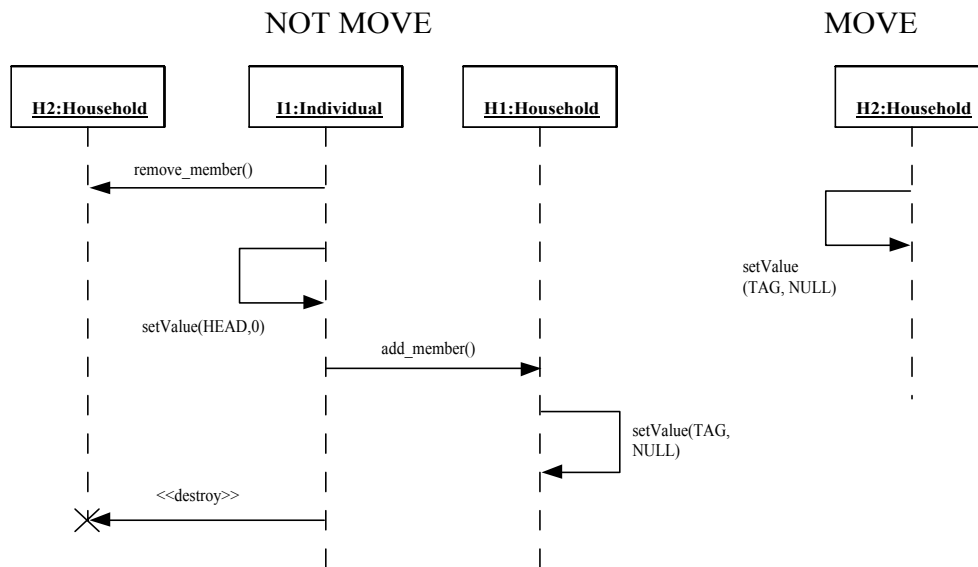 NOT MOVE
MOVE
H2:Household
I1:Individual
H1:Household
H2:Household
remove_member()
setValue
(TAG, NULL)
setValue(HEAD,0)
add_member()
setValue(TAG,
NULL)
<<destroy>>